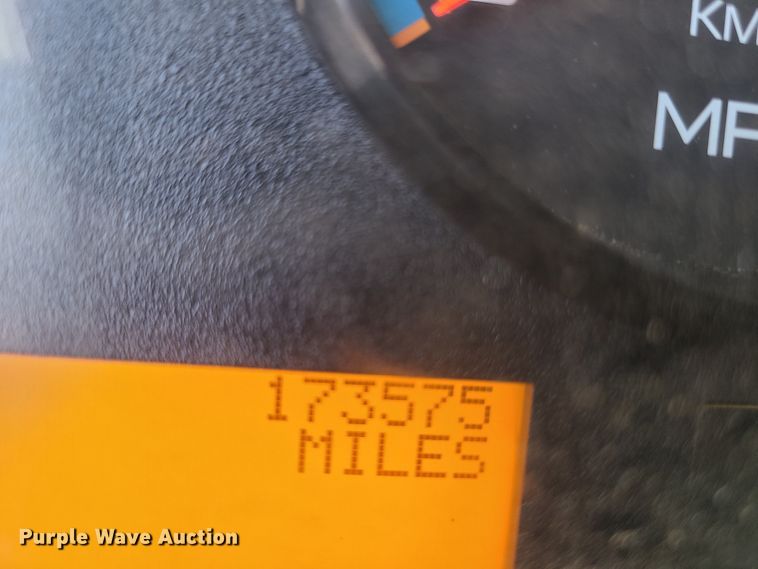 KM
MP
173575
MILES
Purple Wave Auction